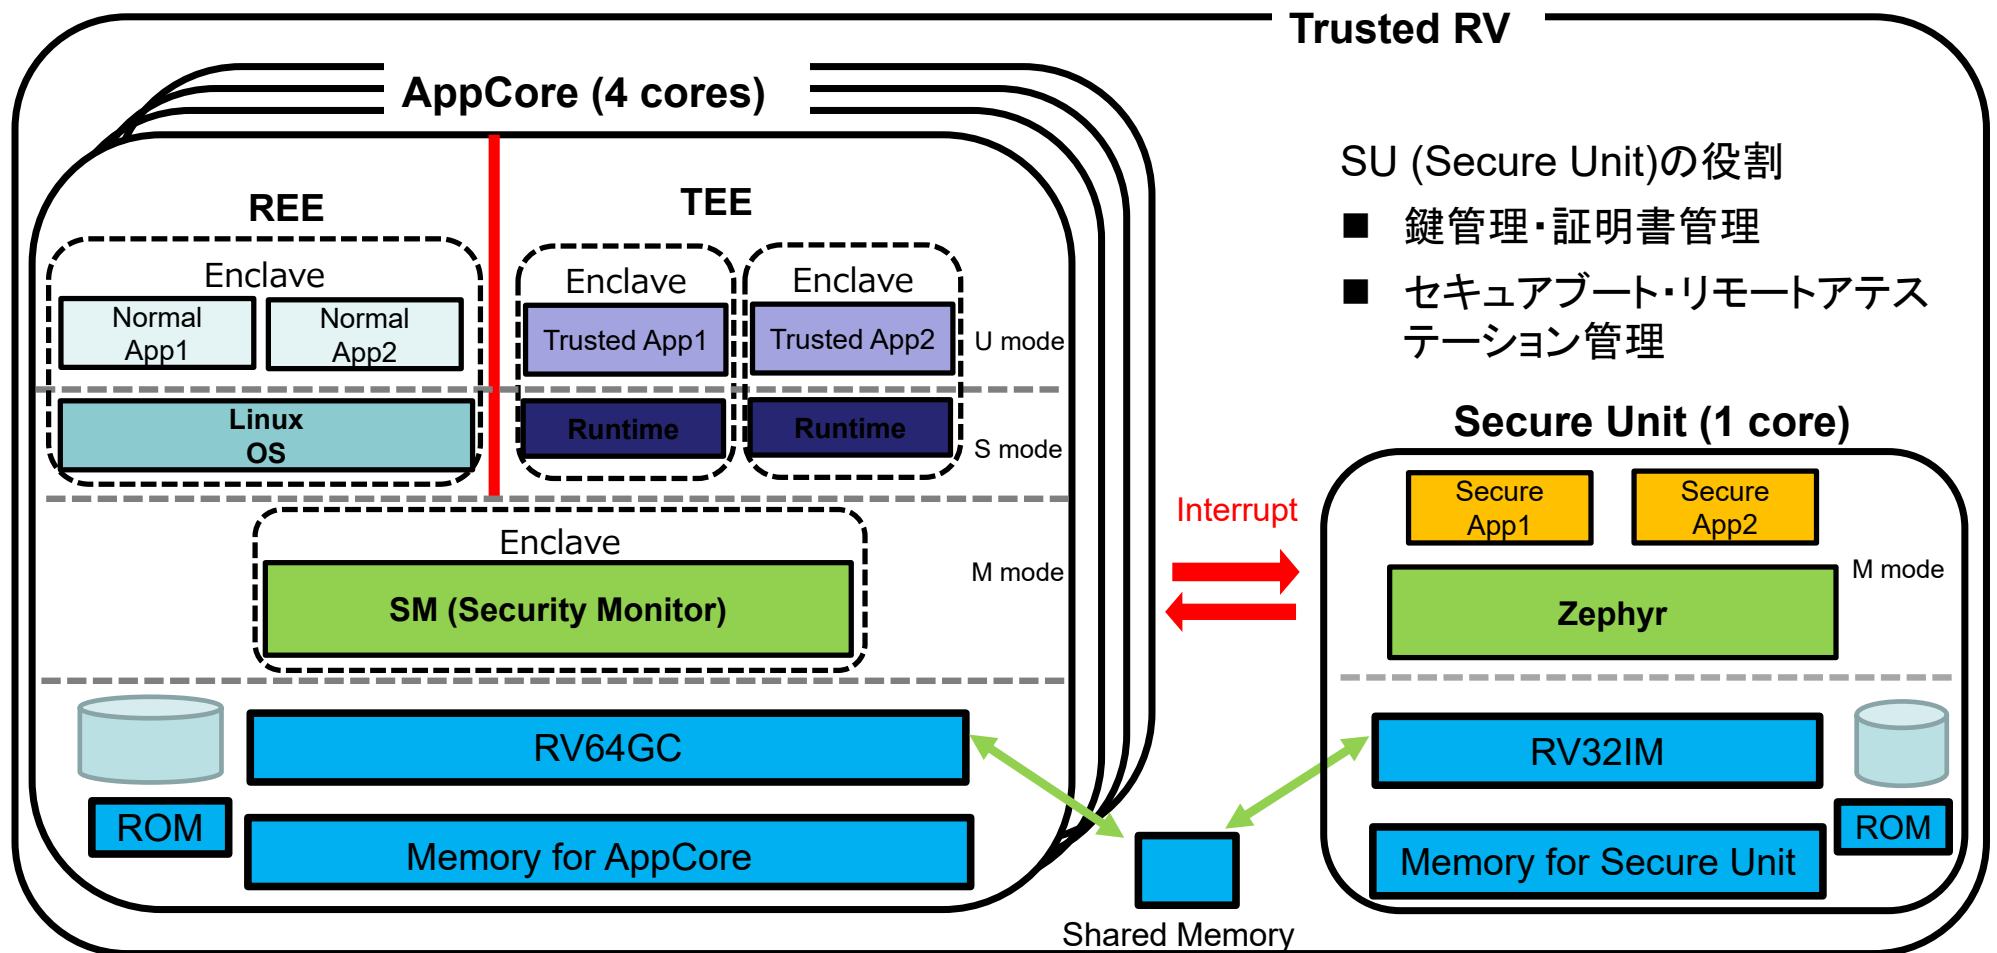 Trusted RV
AppCore (4 cores)
REE
TEE
Enclave
Normal
App1
Normal
App2
Linux
OS
Enclave
Trusted App1
Runtime
Enclave
Trusted App2
Runtime
U mode
S mode
Enclave
SM (Security Monitor)
M mode
RV64GC
ROM
Memory for AppCore
Interrupt
Shared Memory
SU (Secure Unit)の役割
■ 鍵管理・証明書管理
■ セキュアブート・リモートアテス
テーション管理
Secure Unit (1 core)
Secure
App1
Secure
App2
Zephyr
M mode
RV32IM
ROM
Memory for Secure Unit